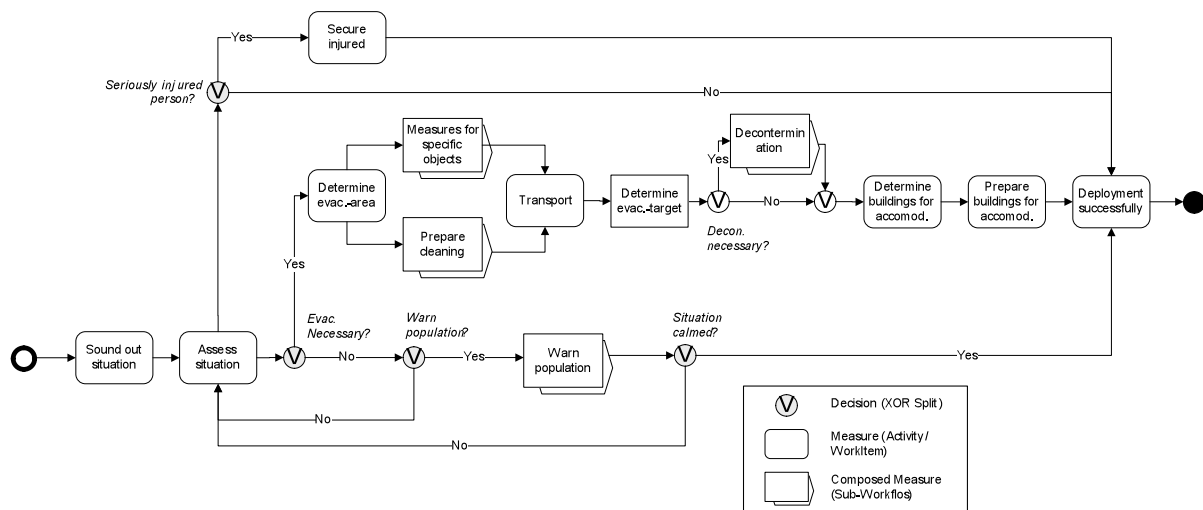 Yes
Secure
injured
Seriously injured
person?
No
Measures for
specific
objects
Decontermin
ation
Yes
Determine
evac.-area
Transport
Determine
evac.-target
No
Determine
buildings for
accomod.
Prepare
buildings for
accomod.
Deployment
successfully
Prepare
cleaning
Decon.
necessary?
Yes
Evac.
Necessary?
Warn
population?
Situation
calmed?
Sound out
situation
Assess
situation
No
Yes
Warn
population
Yes
No
No
Decision (XOR Split)
Measure (Activity/
WorkItem)
Composed Measure
(Sub-Workflos)